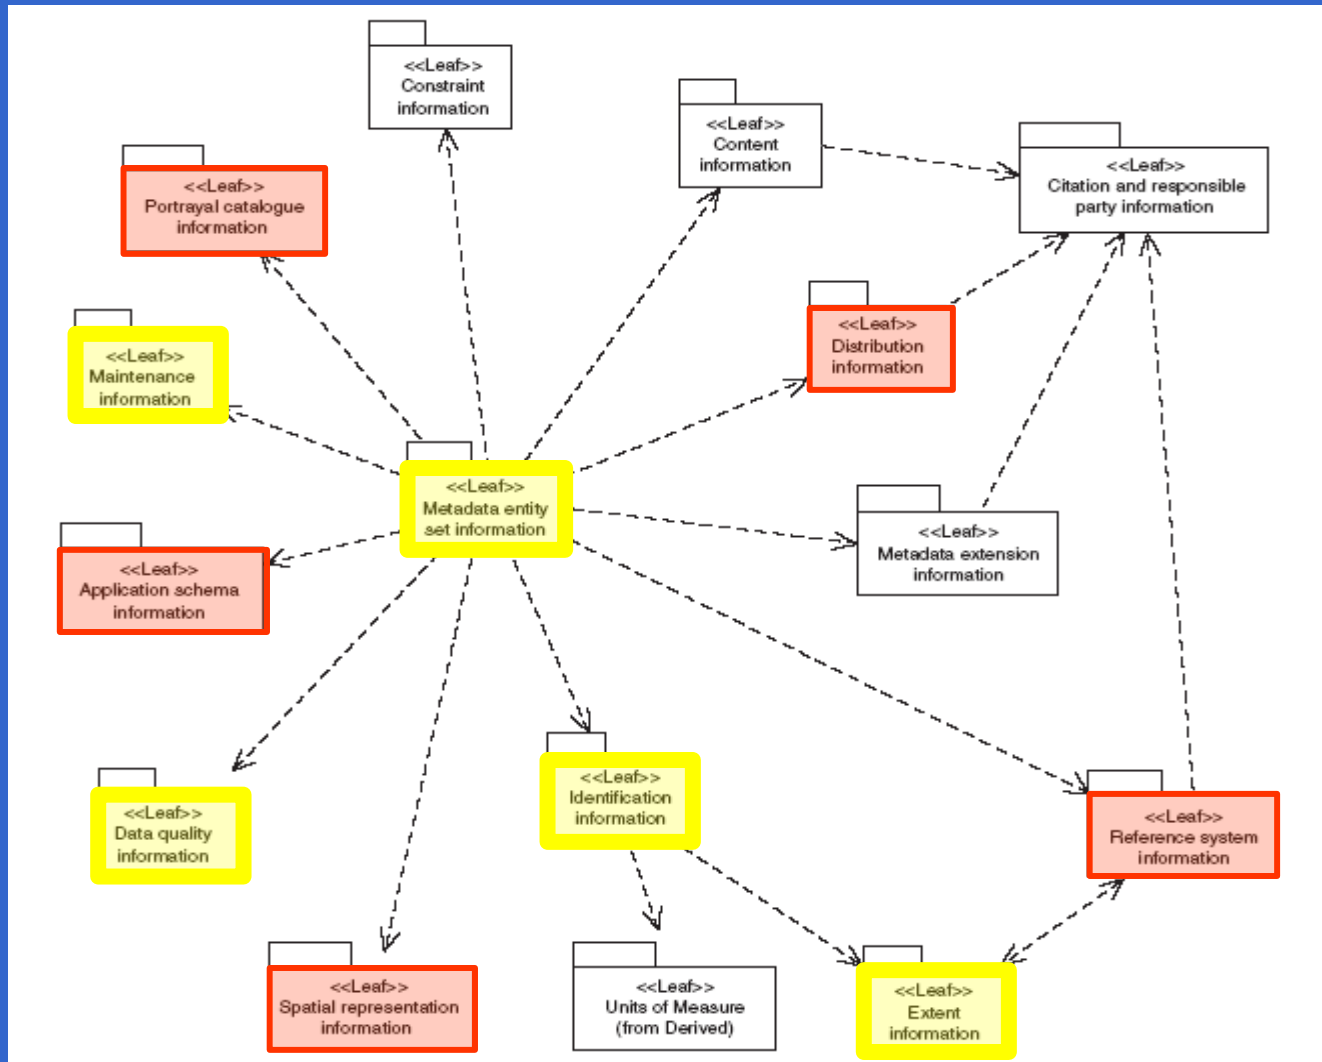 <<Leaf>>
Constraint
information
<<Leaf>>
Content
information
<<Leaf>>
Citation and responsible
party information
<<Leaf>>
Portrayal catalogue
information
<<Leaf>>
Distribution
information
<<Leaf>>
Maintenance
information
<<Leaf>>
Metadata entity
set information
<<Leaf>>
Metadata extension
information
<<Leaf>>
Application schema
information
<<Leaf>>
Data quality
information
<<Leaf>>
Identification
information
<<Leaf>>
Reference system
information
<<Leaf>>
Spatial representation
information
<<Leaf>>
Units of Measure
(from Derived)
<<Leaf>>
Extent
information